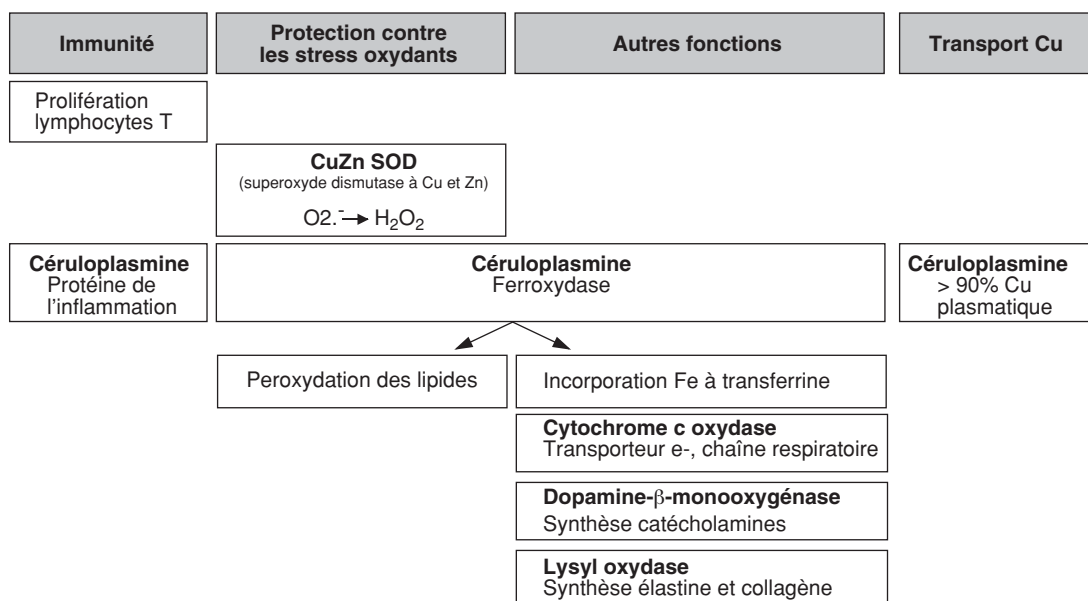 Immunité
Protection contre
les stress oxydants
Autres fonctions
Transport Cu
Prolifération
lymphocytes T
CuZn SOD
(superoxyde dismutase à Cu et Zn)
O2.⁻ → H₂O₂
Céruloplasmine
Protéine de
l'inflammation
Céruloplasmine
Ferroxydase
Céruloplasmine
> 90% Cu
plasmatique
Peroxydation des lipides
Incorporation Fe à transferrine
Cytochrome c oxydase
Transporteur e-, chaîne respiratoire
Dopamine-β-monooxygénase
Synthèse catécholamines
Lysyl oxydase
Synthèse élastine et collagène